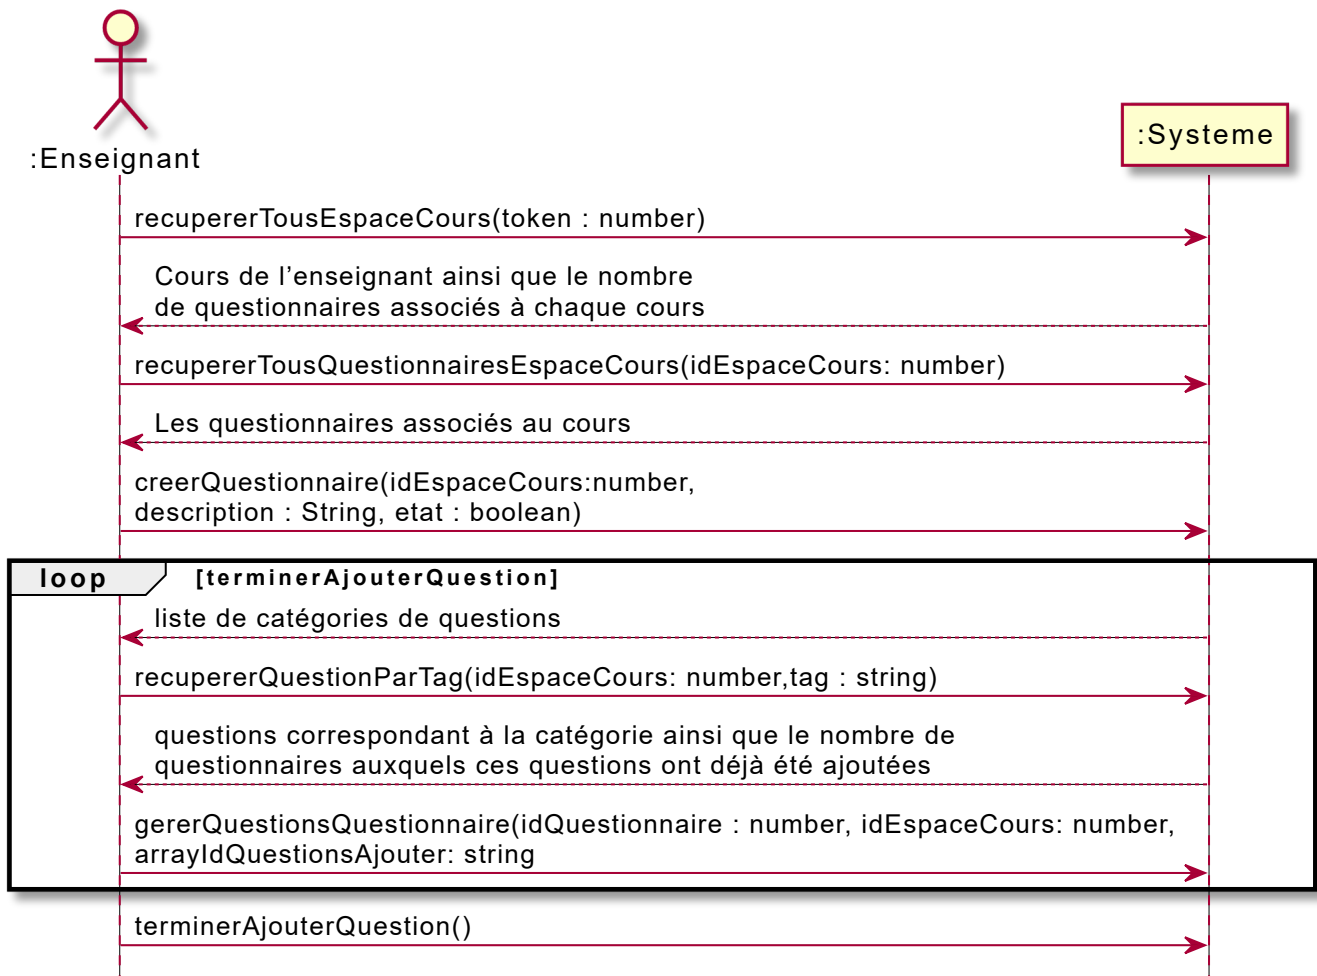 :Enseignant
:Systeme
recupererTousEspaceCours(token : number)
Cours de l'enseignant ainsi que le nombre
de questionnaires associés à chaque cours
recupererTousQuestionnairesEspaceCours(idEspaceCours: number)
Les questionnaires associés au cours
creerQuestionnaire(idEspaceCours:number,
description : String, etat : boolean)
loop [terminerAjouterQuestion]
liste de catégories de questions
recupererQuestionParTag(idEspaceCours: number,tag : string)
questions correspondant à la catégorie ainsi que le nombre de
questionnaires auxquels ces questions ont déjà été ajoutées
gererQuestionsQuestionnaire(idQuestionnaire : number, idEspaceCours: number,
arrayIdQuestionsAjouter: string
terminerAjouterQuestion()